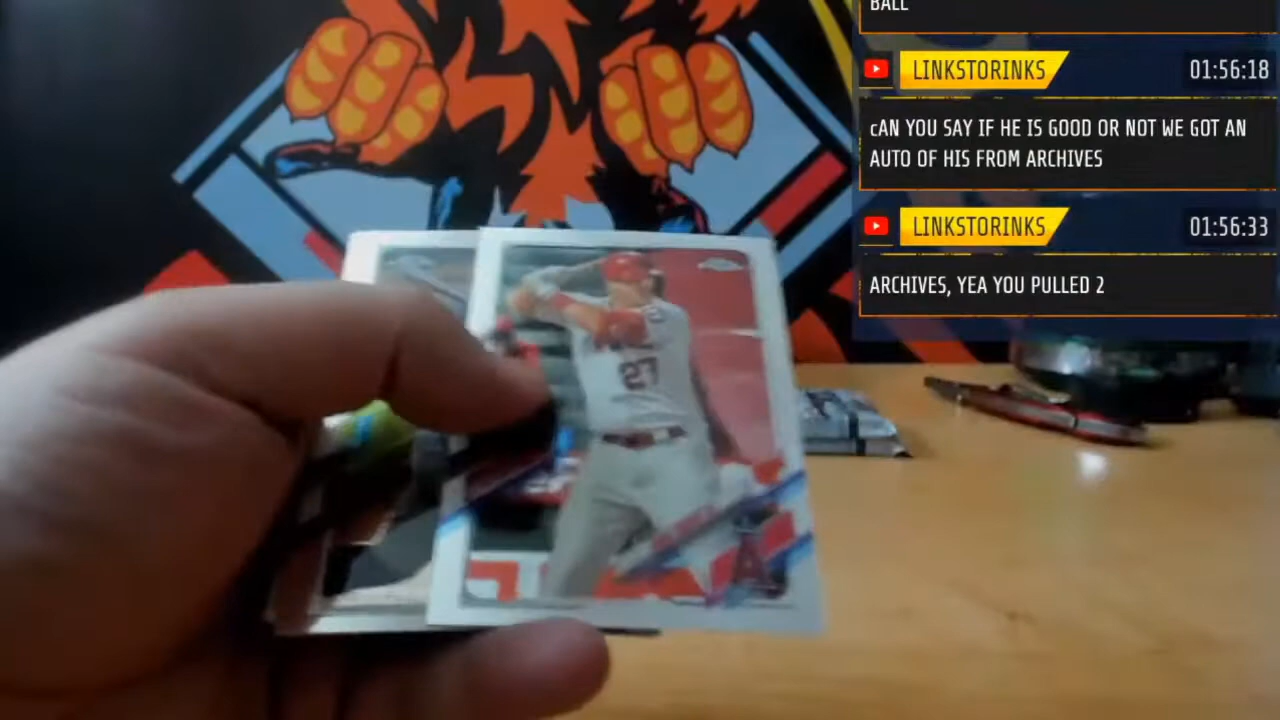 BALL
LINKSTORINKS 01:56:18
cAN YOU SAY IF HE IS GOOD OR NOT WE GOT AN
AUTO OF HIS FROM ARCHIVES
LINKSTORINKS 01:56:33
ARCHIVES, YEA YOU PULLED 2
27